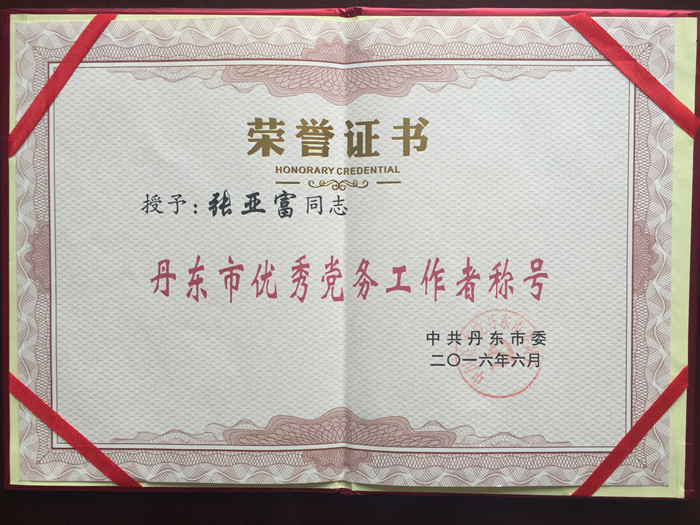 荣誉证书
HONORARY CREDENTIAL
授予：张亚富同志
丹东市优秀党务工作者称号
中共丹东市委
二〇一六年六月